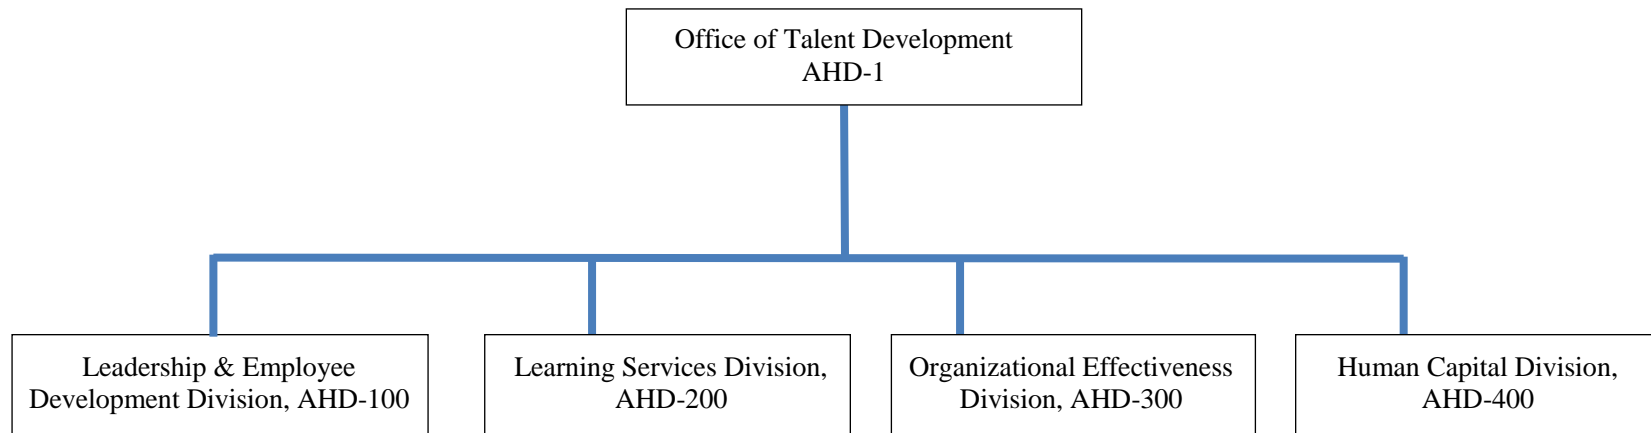 Office of Talent Development
AHD-1
Leadership & Employee
Development Division, AHD-100
Learning Services Division,
AHD-200
Organizational Effectiveness
Division, AHD-300
Human Capital Division,
AHD-400